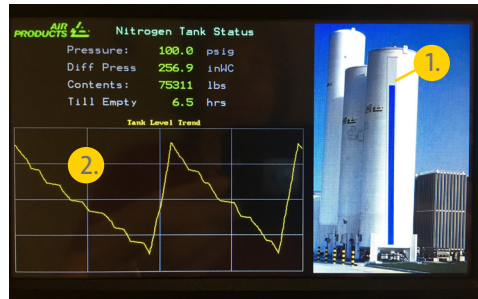 AIR
PRODUCTS
Nitrogen Tank Status
Pressure: 100.0 psig
Diff Press 256.9 inWC
Contents: 75311 lbs
Till Empty 6.5 hrs
Tank Level Trend
1.
2.